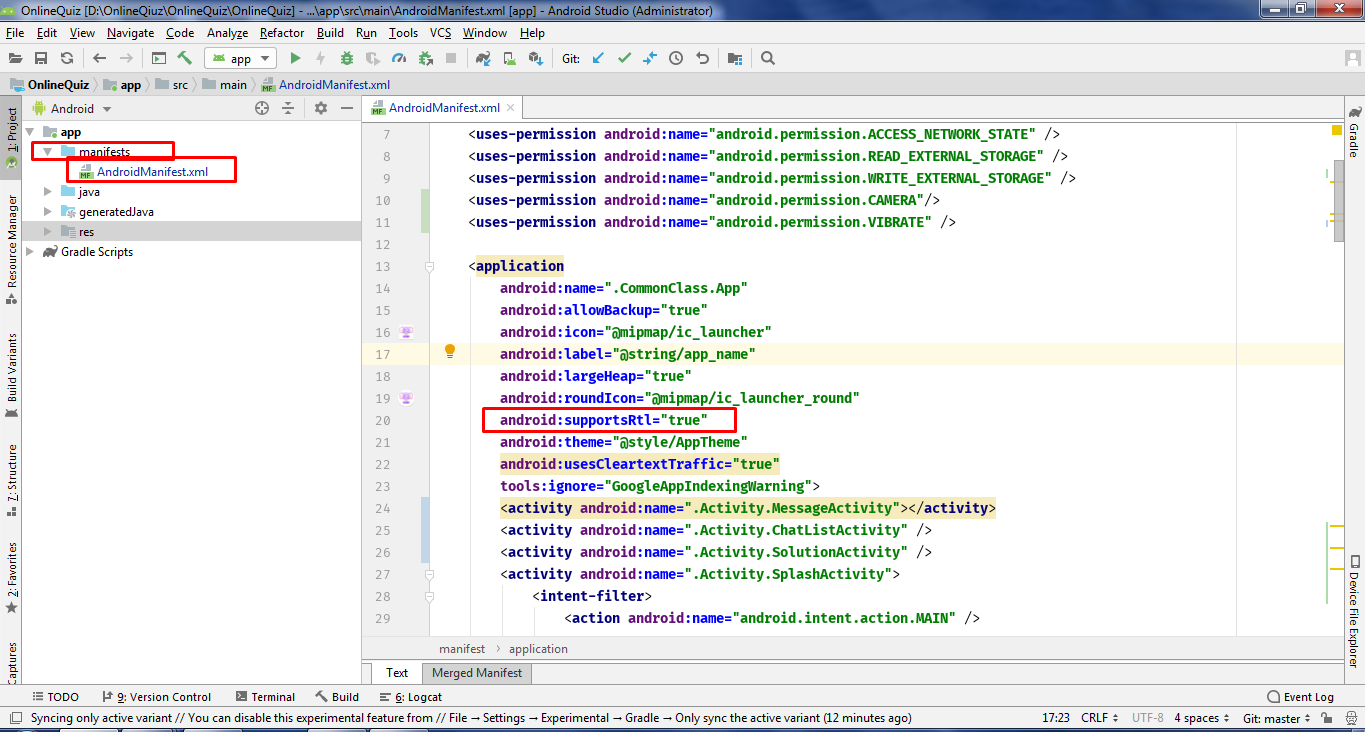 OnlineQuiz [D:\OnlineQiuz\OnlineQuiz\OnlineQuiz] - ...\app\src\main\AndroidManifest.xml [app] - Android Studio (Administrator)
File Edit View Navigate Code Analyze Refactor Build Run Tools VCS Window Help
app Git:
OnlineQuiz app src main AndroidManifest.xml
Android
AndroidManifest.xml
1: Project
Resource Manager
Build Variants
7: Structure
2: Favorites
Captures
app
manifests
AndroidManifest.xml
java
generatedJava
res
Gradle Scripts
7 <uses-permission android:name="android.permission.ACCESS_NETWORK_STATE" />
8 <uses-permission android:name="android.permission.READ_EXTERNAL_STORAGE" />
9 <uses-permission android:name="android.permission.WRITE_EXTERNAL_STORAGE" />
10 <uses-permission android:name="android.permission.CAMERA"/>
11 <uses-permission android:name="android.permission.VIBRATE" />
12
13 <application
14 android:name=".CommonClass.App"
15 android:allowBackup="true"
16 android:icon="@mipmap/ic_launcher"
17 android:label="@string/app_name"
18 android:largeHeap="true"
19 android:roundIcon="@mipmap/ic_launcher_round"
20 android:supportsRtl="true"
21 android:theme="@style/AppTheme"
22 android:usesCleartextTraffic="true"
23 tools:ignore="GoogleAppIndexingWarning">
24 <activity android:name=".Activity.MessageActivity"></activity>
25 <activity android:name=".Activity.ChatListActivity" />
26 <activity android:name=".Activity.SolutionActivity" />
27 <activity android:name=".Activity.SplashActivity">
28 <intent-filter>
29 <action android:name="android.intent.action.MAIN" />
Gradle
Device File Explorer
manifest › application
Text Merged Manifest
TODO 9: Version Control Terminal Build 6: Logcat Event Log
Syncing only active variant // You can disable this experimental feature from // File → Settings → Experimental → Gradle → Only sync the active variant (12 minutes ago) 17:23 CRLF UTF-8 4 spaces Git: master